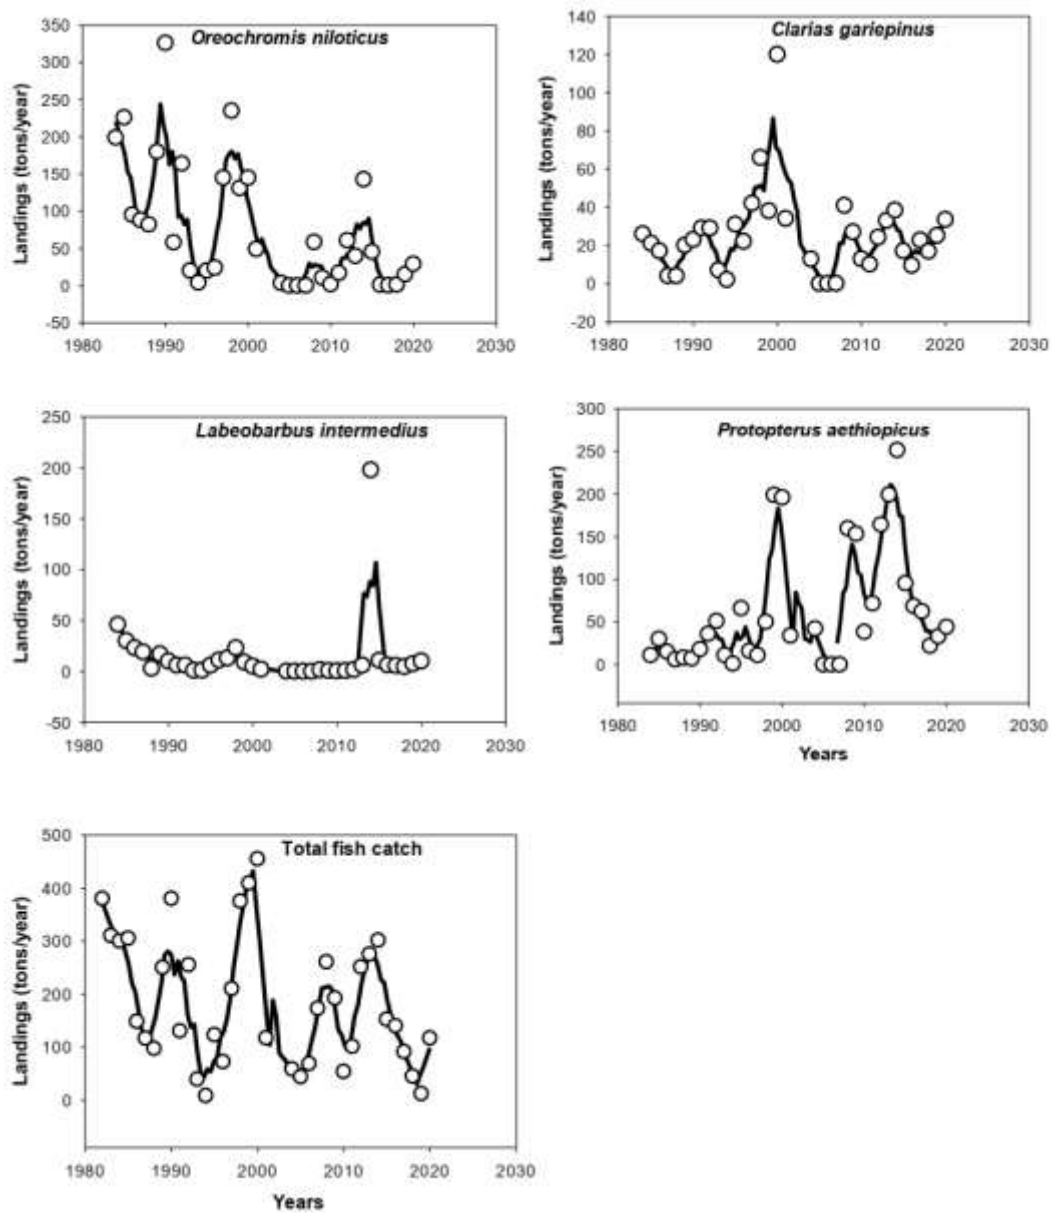 Oreochromis niloticus
Landings (tons/year)
350
300
250
200
150
100
50
0
-50
1980 1990 2000 2010 2020 2030
Clarias gariepinus
Landings (tons/year)
140
120
100
80
60
40
20
0
-20
1980 1990 2000 2010 2020 2030
Labeobarbus intermedius
Landings (tons/year)
250
200
150
100
50
0
-50
1980 1990 2000 2010 2020 2030
Protopterus aethiopicus
Landings (tons/year)
300
250
200
150
100
50
0
1980 1990 2000 2010 2020 2030
Years
Total fish catch
Landings (tons/year)
500
400
300
200
100
0
1980 1990 2000 2010 2020 2030
Years